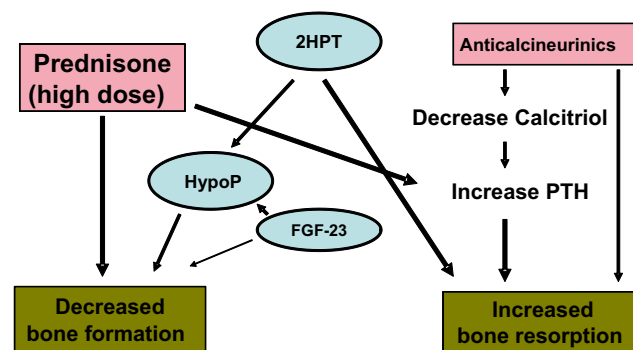 2HPT
Prednisone
(high dose)
Anticalcineurinics
Decrease Calcitriol
HypoP
Increase PTH
FGF-23
Decreased
bone formation
Increased
bone resorption